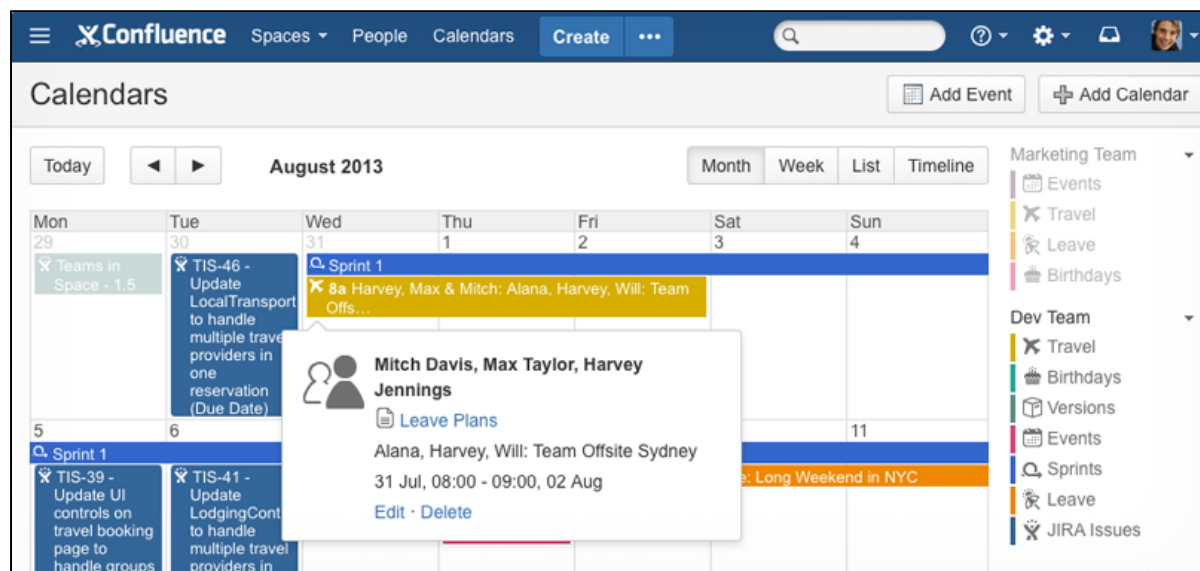 Confluence Spaces People Calendars Create •••
Calendars Add Event Add Calendar
Today August 2013 Month Week List Timeline
Mon Tue Wed Thu Fri Sat Sun
29 30 31 1 2 3 4
Teams in
Space - 1.5
TIS-46 -
Update
LocalTransport
to handle
multiple trave
providers in
one
reservation
(Due Date)
Sprint 1
8a Harvey, Max & Mitch: Alana, Harvey, Will: Team
Offs…
Mitch Davis, Max Taylor, Harvey
Jennings
Leave Plans
Alana, Harvey, Will: Team Offsite Sydney
31 Jul, 08:00 - 09:00, 02 Aug
Edit · Delete
5 6 11
Sprint 1
TIS-39 -
Update UI
controls on
travel booking
page to
handle groups
TIS-41 -
Update
LodgingCont
to handle
multiple travel
providers in
e: Long Weekend in NYC
Marketing Team
Events
Travel
Leave
Birthdays
Dev Team
Travel
Birthdays
Versions
Events
Sprints
Leave
JIRA Issues